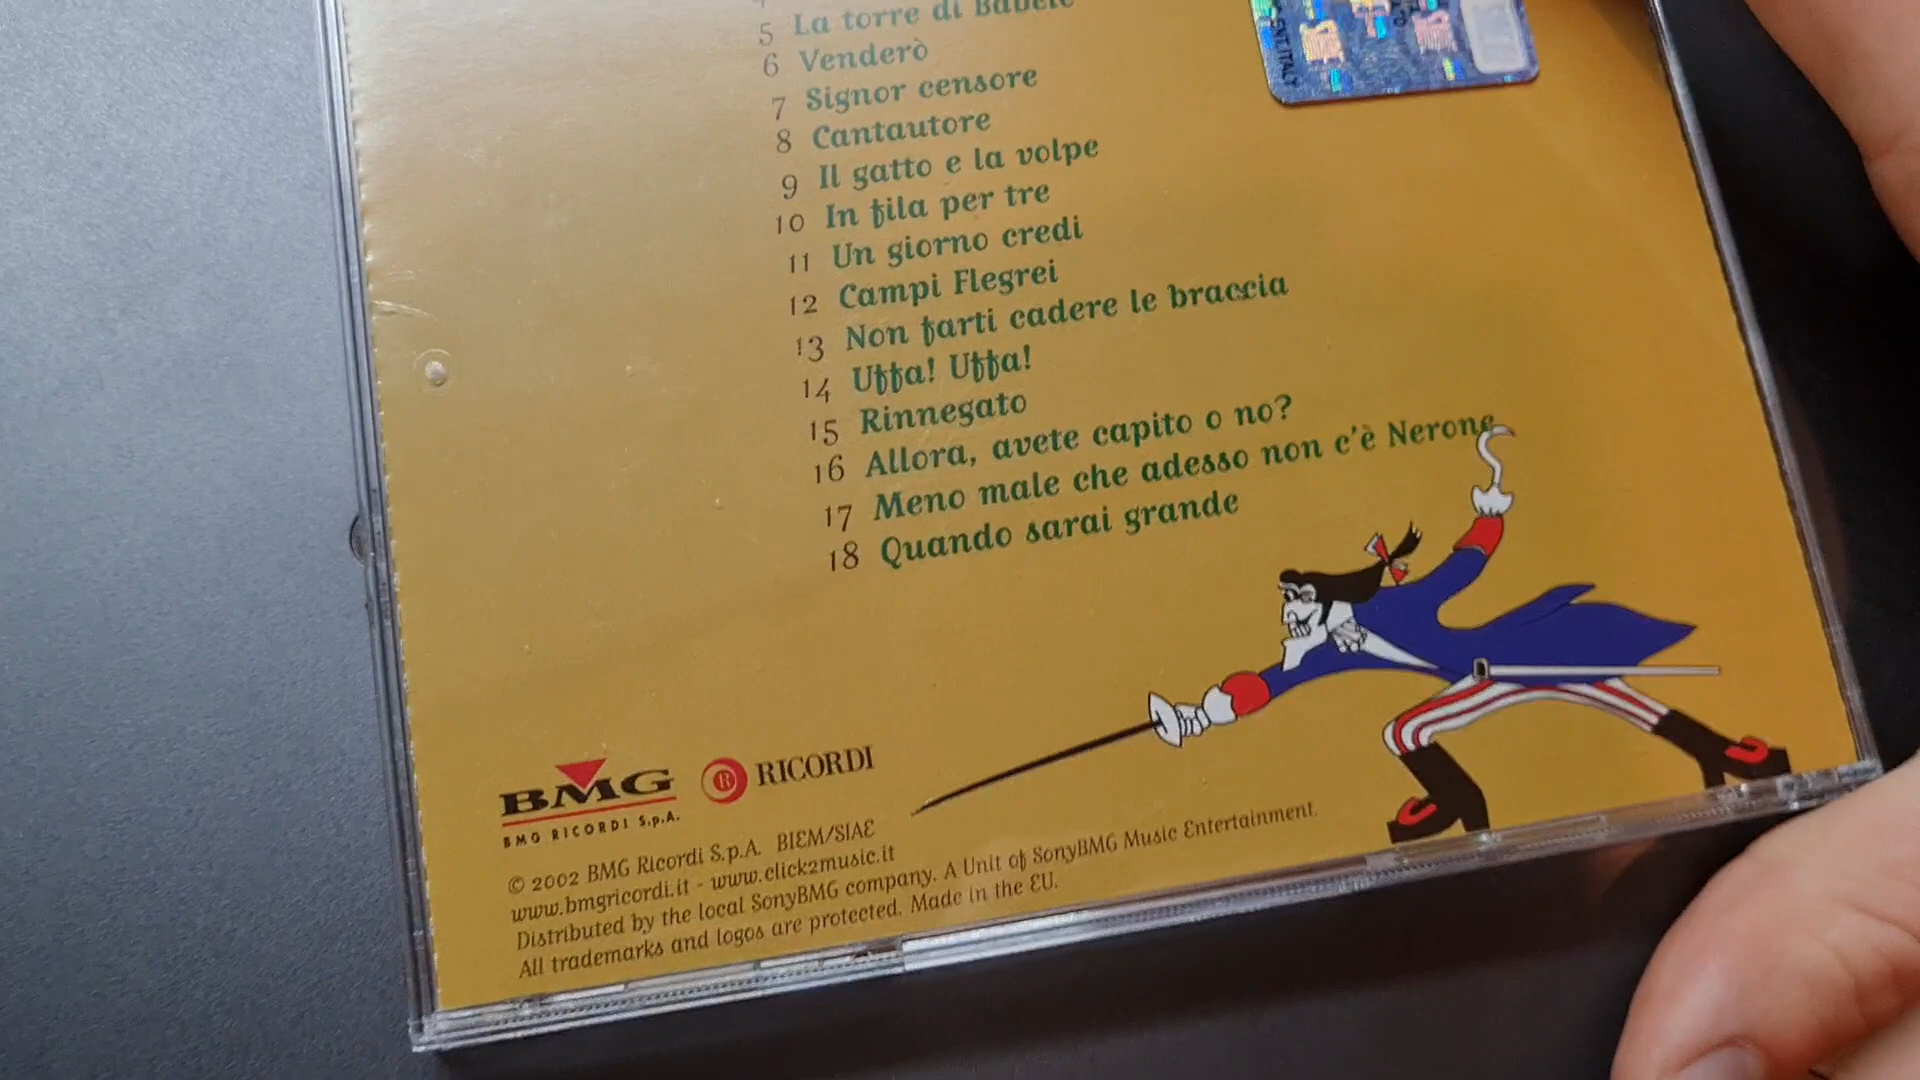 5 La torre di Babele
6 Venderò
7 Signor censore
8 Cantautore
9 Il gatto e la volpe
10 In fila per tre
11 Un giorno credi
12 Campi Flegrei
13 Non farti cadere le braccia
14 Uffa! Uffa!
15 Rinnegato
16 Allora, avete capito o no?
17 Meno male che adesso non c'è Nerone
18 Quando sarai grande
BMG
BMG RICORDI S.p.A.
R RICORDI
© 2002 BMG Ricordi S.p.A. BIEM/SIAE
www.bmgricordi.it - www.click2music.it
Distributed by the local SonyBMG company. A Unit of SonyBMG Music Entertainment.
All trademarks and logos are protected. Made in the EU.